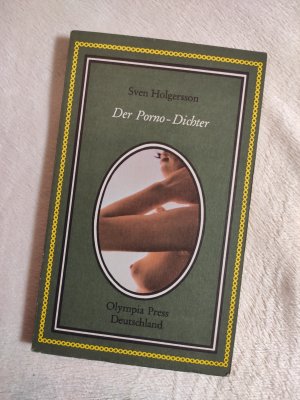 Sven Holgersson
Der Porno-Dichter
Olympia Press
Deutschland